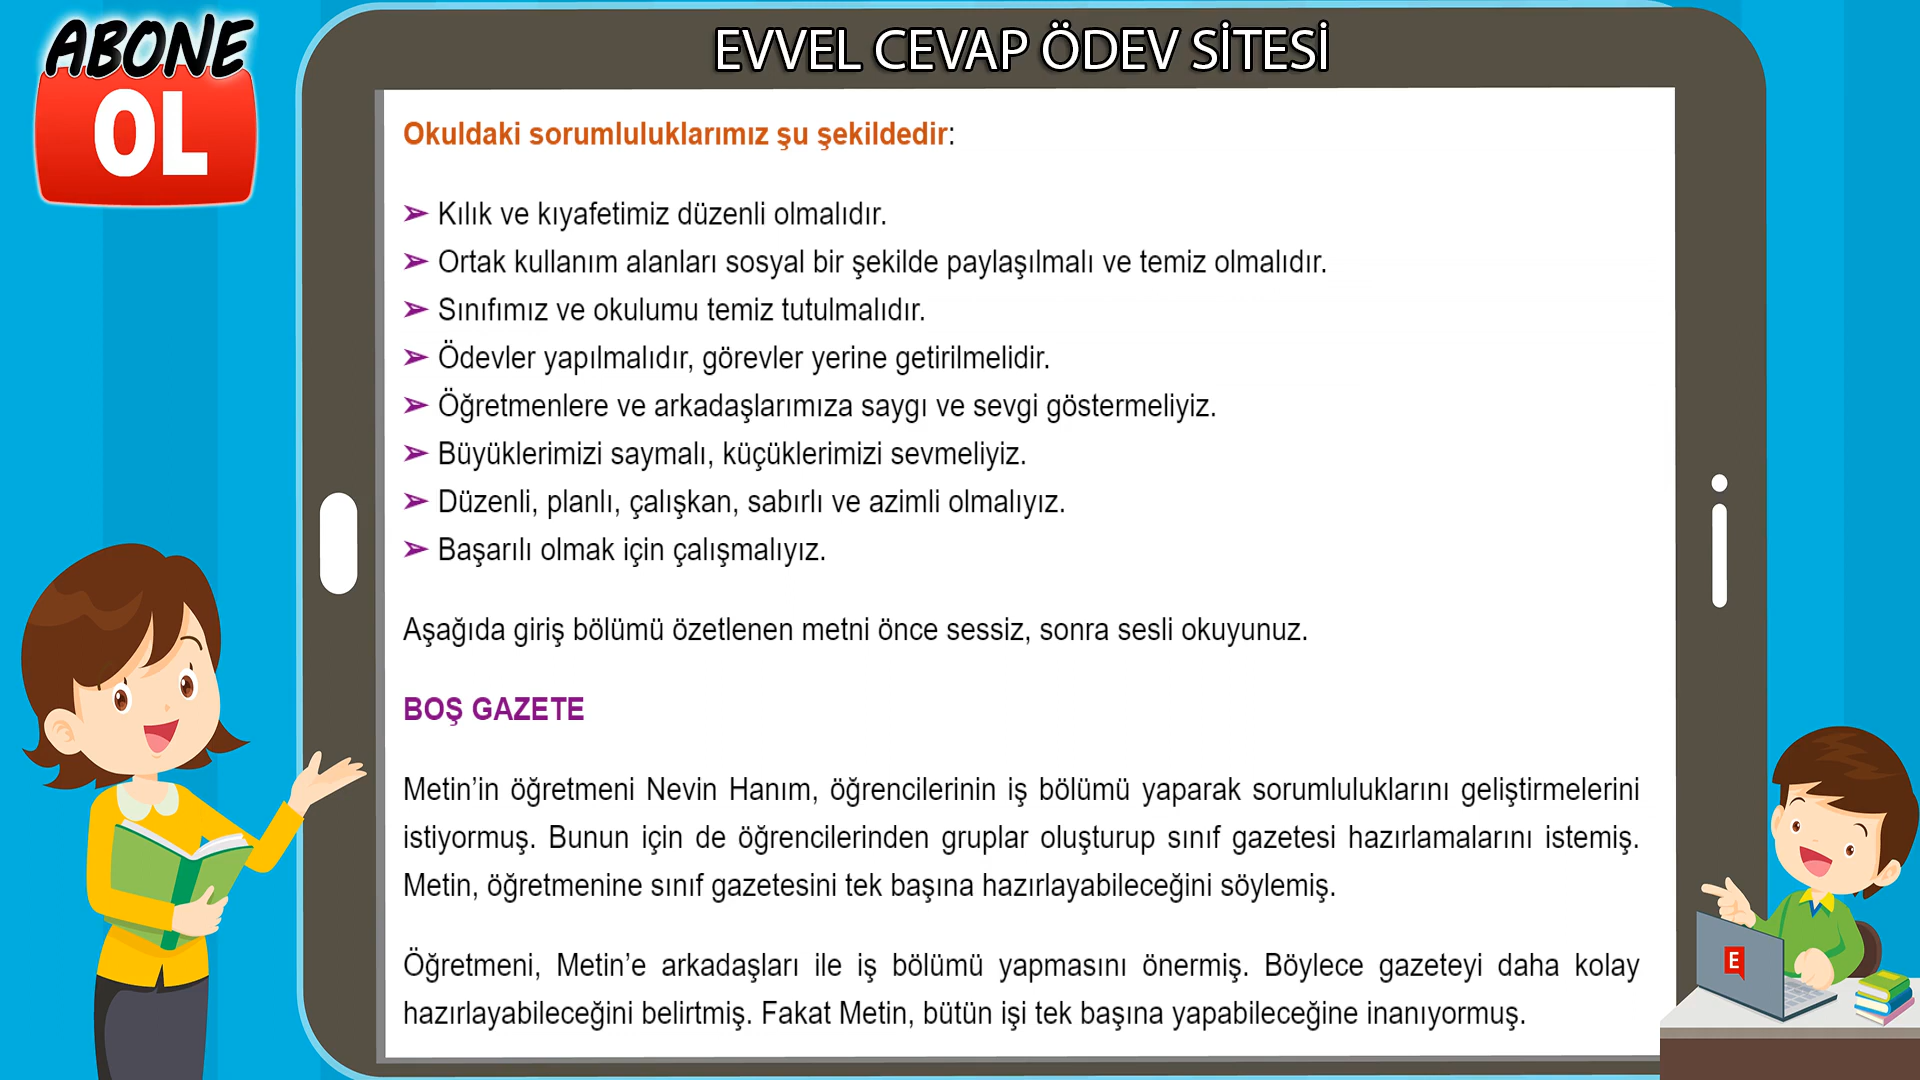 ABONE
OL
EVVEL CEVAP ÖDEV SİTESİ
Okuldaki sorumluluklarımız şu şekildedir:
➢ Kılık ve kıyafetimiz düzenli olmalıdır.
➢ Ortak kullanım alanları sosyal bir şekilde paylaşılmalı ve temiz olmalıdır.
➢ Sınıfımız ve okulumu temiz tutulmalıdır.
➢ Ödevler yapılmalıdır, görevler yerine getirilmelidir.
➢ Öğretmenlere ve arkadaşlarımıza saygı ve sevgi göstermeliyiz.
➢ Büyüklerimizi saymalı, küçüklerimizi sevmeliyiz.
➢ Düzenli, planlı, çalışkan, sabırlı ve azimli olmalıyız.
➢ Başarılı olmak için çalışmalıyız.
Aşağıda giriş bölümü özetlenen metni önce sessiz, sonra sesli okuyunuz.
BOŞ GAZETE
Metin’in öğretmeni Nevin Hanım, öğrencilerinin iş bölümü yaparak sorumluluklarını geliştirmelerini
istiyormuş. Bunun için de öğrencilerinden gruplar oluşturup sınıf gazetesi hazırlamalarını istemiş.
Metin, öğretmenine sınıf gazetesini tek başına hazırlayabileceğini söylemiş.
Öğretmeni, Metin’e arkadaşları ile iş bölümü yapmasını önermiş. Böylece gazeteyi daha kolay
hazırlayabileceğini belirtmiş. Fakat Metin, bütün işi tek başına yapabileceğine inanıyormuş.
E